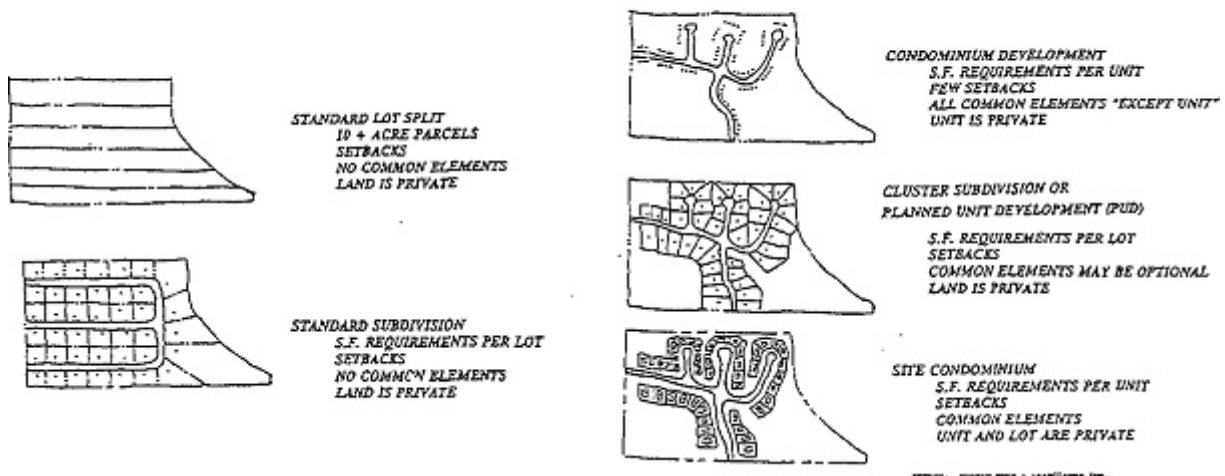 STANDARD LOT SPLIT
10 + ACRE PARCELS
SETBACKS
NO COMMON ELEMENTS
LAND IS PRIVATE
STANDARD SUBDIVISION
S.F. REQUIREMENTS PER LOT
SETBACKS
NO COMMON ELEMENTS
LAND IS PRIVATE
CONDOMINIUM DEVELOPMENT
S.F. REQUIREMENTS PER UNIT
FEW SETBACKS
ALL COMMON ELEMENTS "EXCEPT UNIT"
UNIT IS PRIVATE
CLUSTER SUBDIVISION OR
PLANNED UNIT DEVELOPMENT (PUD)
S.F. REQUIREMENTS PER LOT
SETBACKS
COMMON ELEMENTS MAY BE OPTIONAL
LAND IS PRIVATE
SITE CONDOMINIUM
S.F. REQUIREMENTS PER UNIT
SETBACKS
COMMON ELEMENTS
UNIT AND LOT ARE PRIVATE